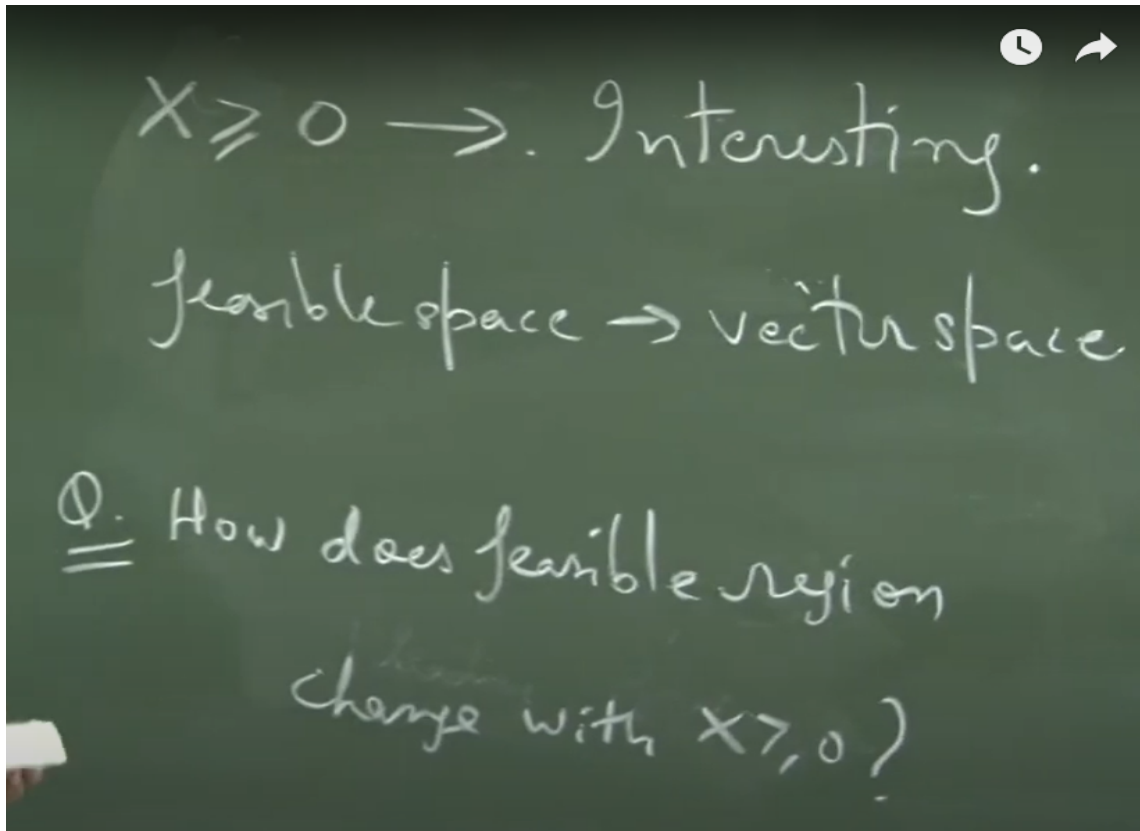 X ≥ 0 → . Interesting.
feasible space → vector space
Q. How does feasible region
change with x ≥ 0 ?